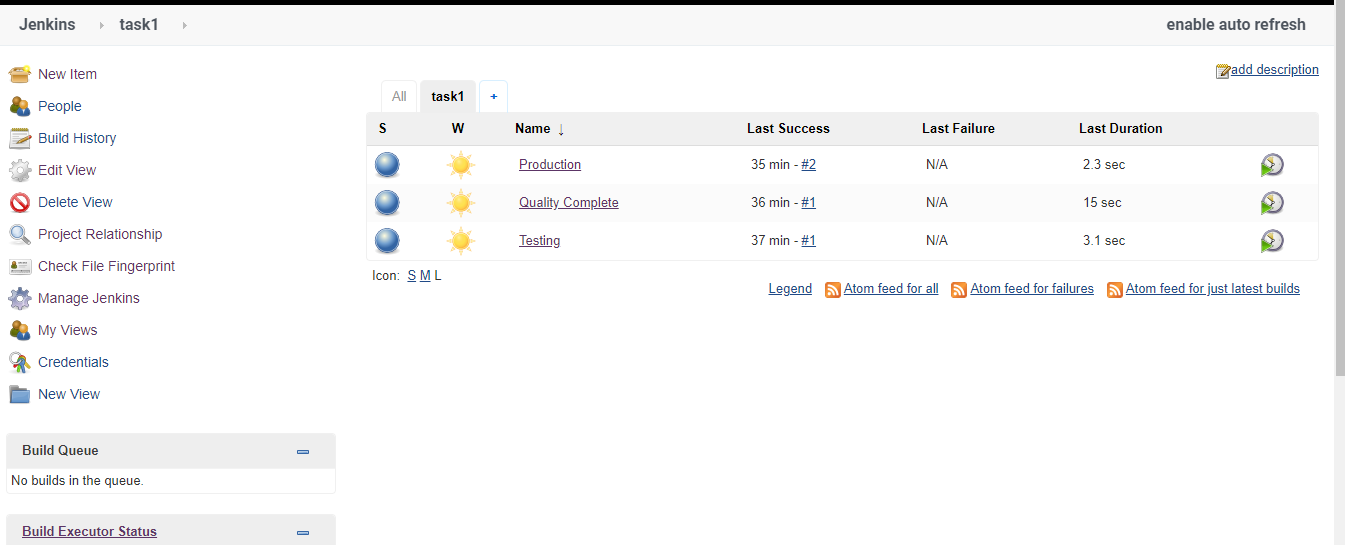 Jenkins task1 enable auto refresh
New Item
People
Build History
Edit View
Delete View
Project Relationship
Check File Fingerprint
Manage Jenkins
My Views
Credentials
New View
Build Queue
No builds in the queue.
Build Executor Status
add description
All task1 +
S W Name ↓ Last Success Last Failure Last Duration
Production 35 min - #2 N/A 2.3 sec
Quality Complete 36 min - #1 N/A 15 sec
Testing 37 min - #1 N/A 3.1 sec
Icon: S M L
Legend Atom feed for all Atom feed for failures Atom feed for just latest builds